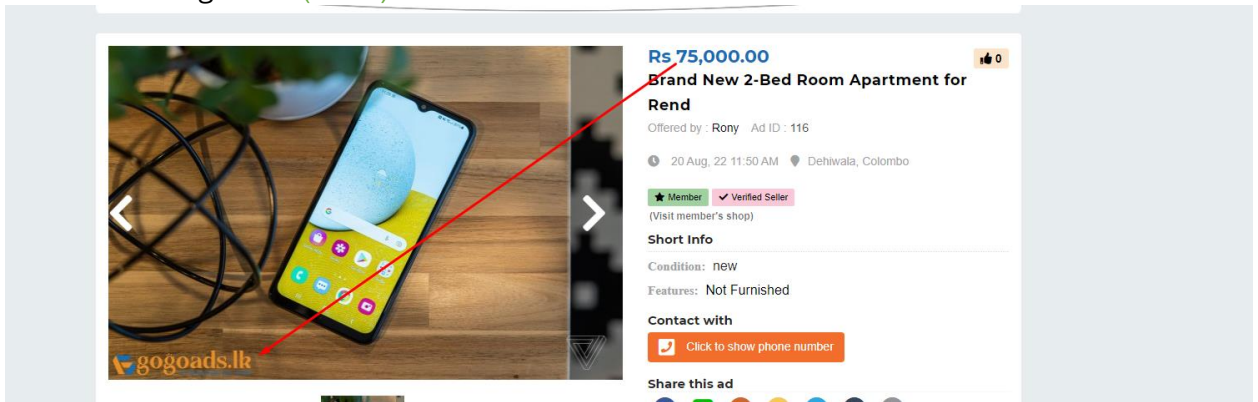 Rs 75,000.00
0
Brand New 2-Bed Room Apartment for
Rend
Offered by : Rony Ad ID : 116
20 Aug, 22 11:50 AM Dehiwala, Colombo
Member Verified Seller
(Visit member's shop)
Short Info
Condition: new
Features: Not Furnished
Contact with
Click to show phone number
Share this ad
gogoads.lk